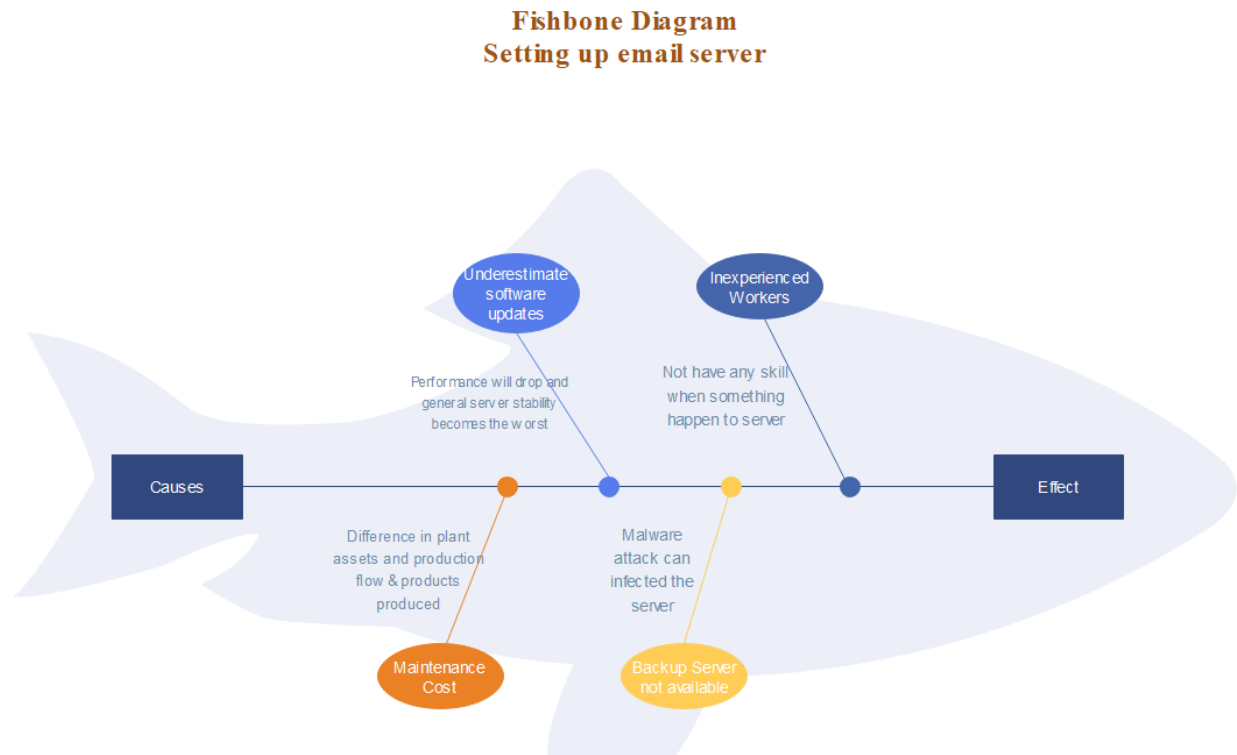 Fishbone Diagram
Setting up email server
Underestimate
software
updates
Inexperienced
Workers
Performance will drop and
general server stability
becomes the worst
Not have any skill
when something
happen to server
Causes
Effect
Difference in plant
assets and production
flow & products
produced
Malware
attack can
infected the
server
Maintenance
Cost
Backup Server
not available